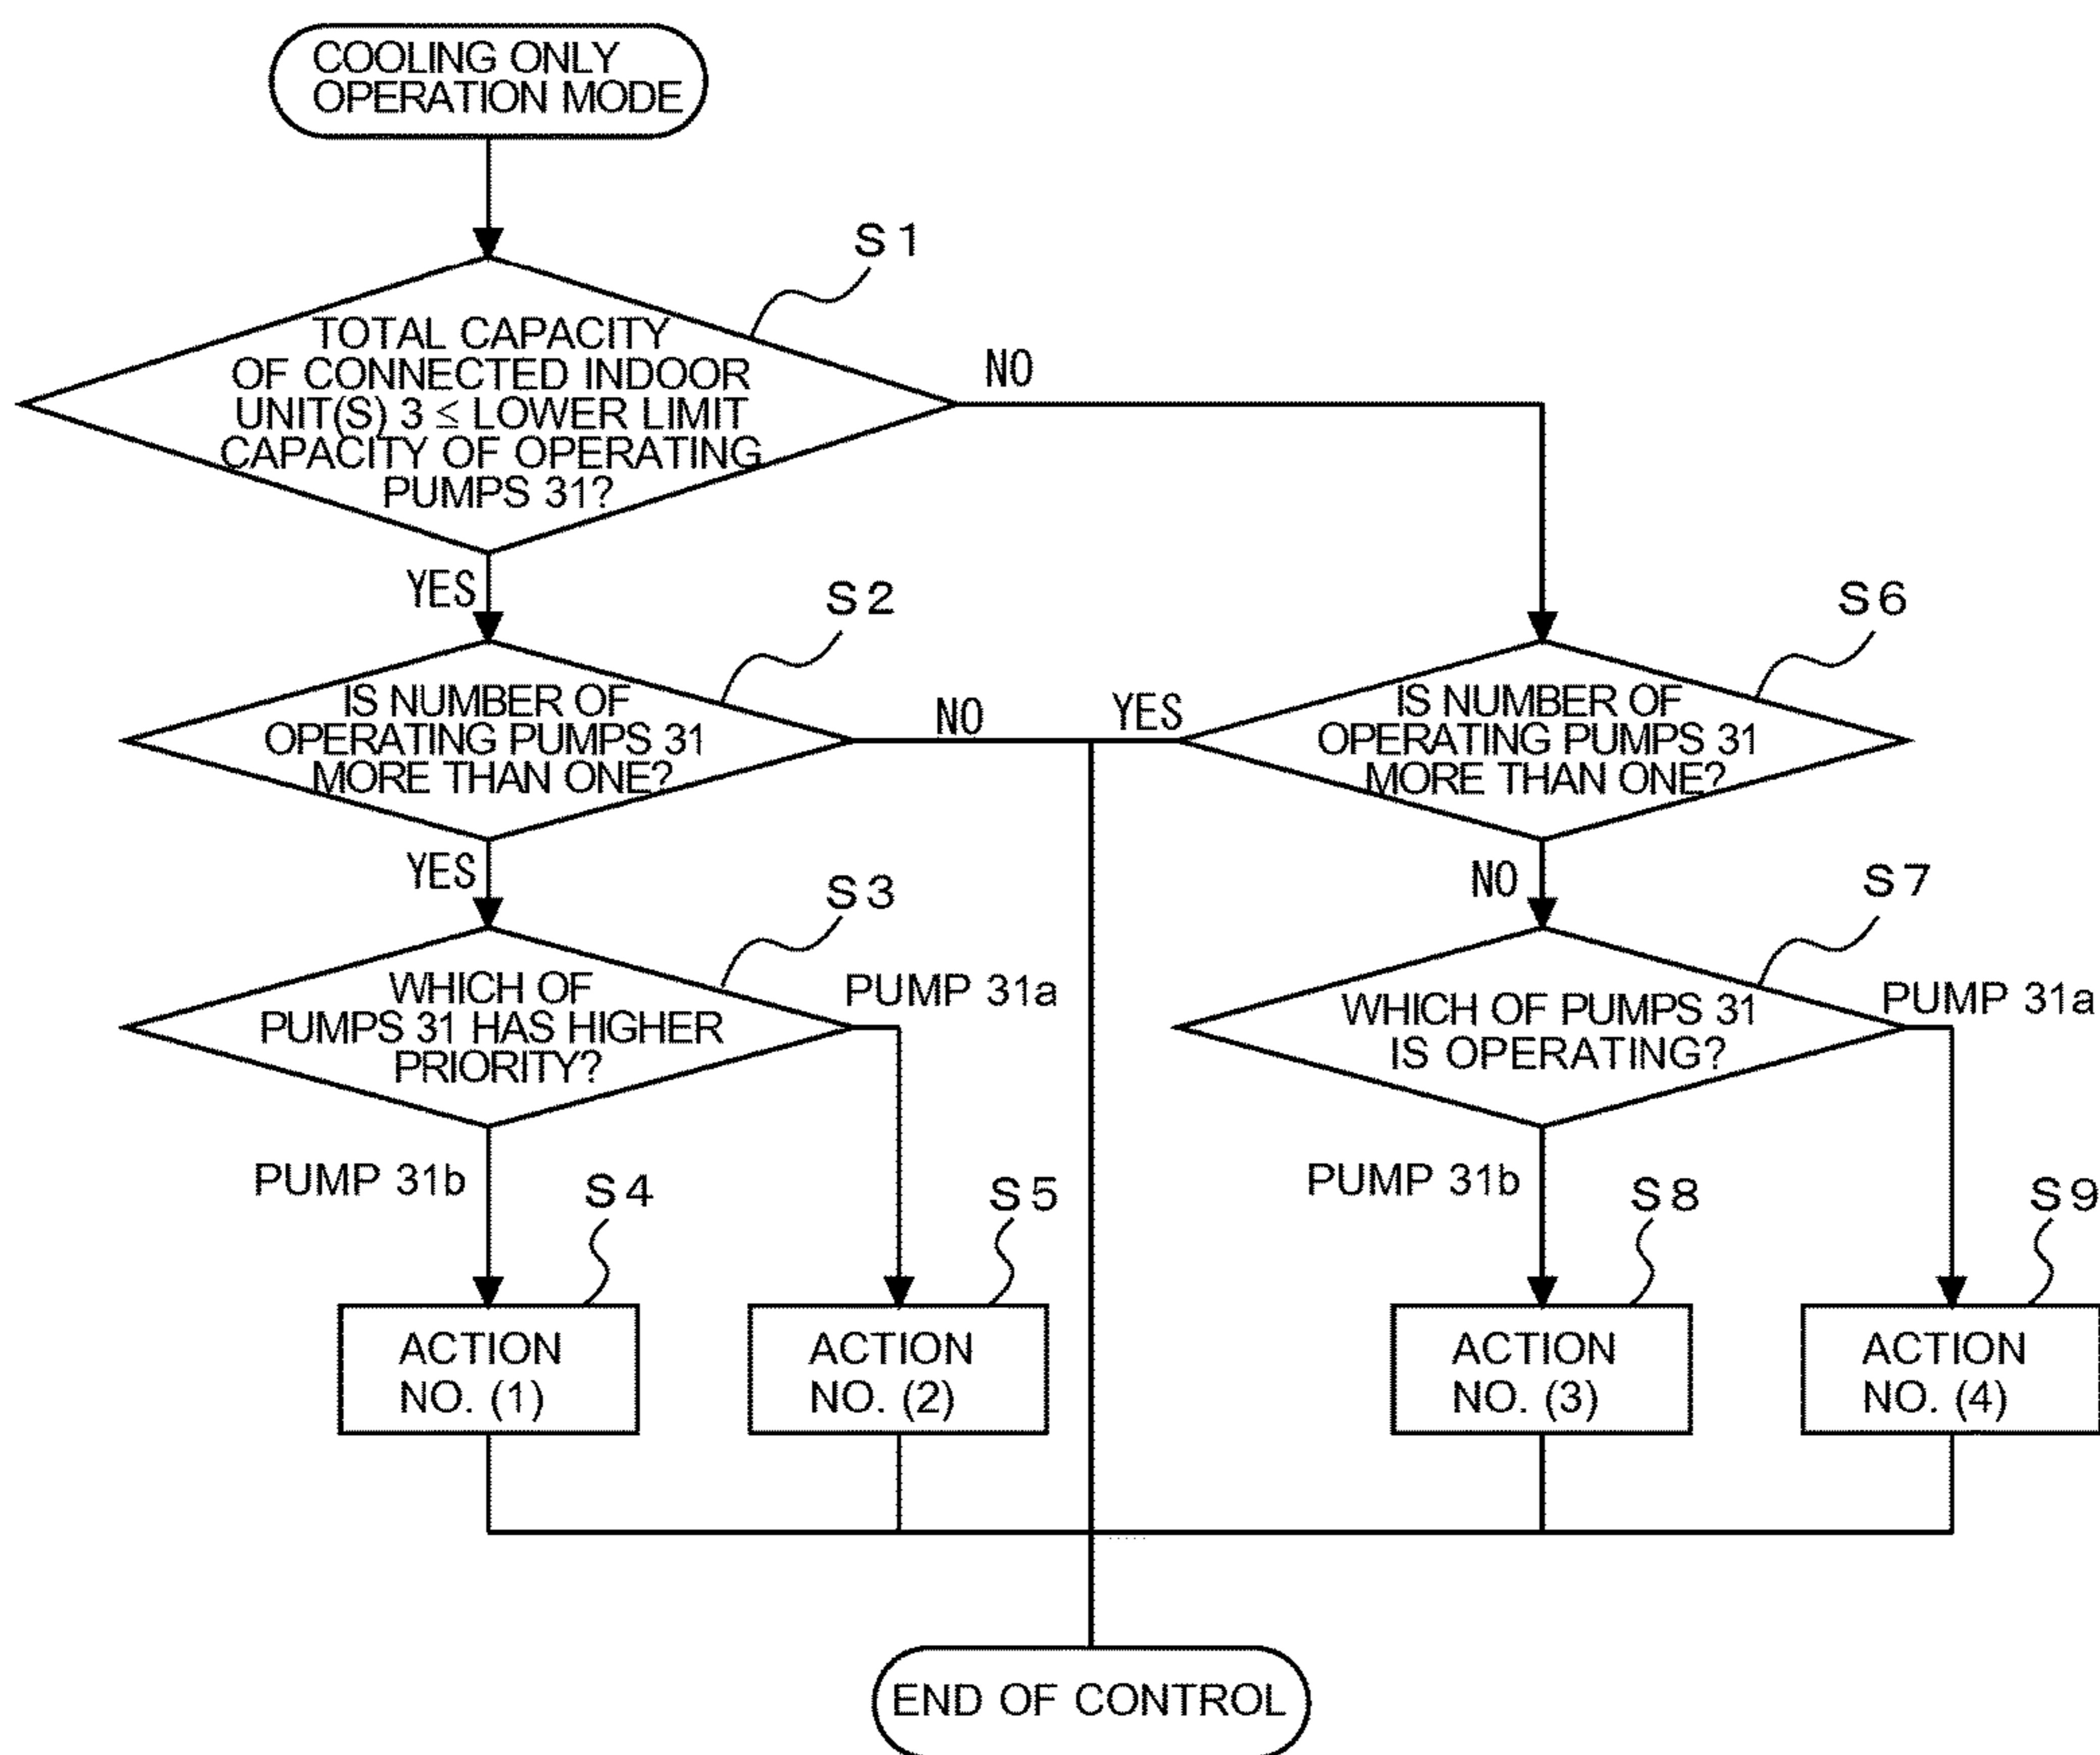 COOLING ONLY
OPERATION MODE
S1
TOTAL CAPACITY
OF CONNECTED INDOOR
UNIT(S) 3 ≤ LOWER LIMIT
CAPACITY OF OPERATING
PUMPS 31?
NO
YES
S2
IS NUMBER OF
OPERATING PUMPS 31
MORE THAN ONE?
NO
YES
S6
IS NUMBER OF
OPERATING PUMPS 31
MORE THAN ONE?
YES
NO
S3
WHICH OF
PUMPS 31 HAS HIGHER
PRIORITY?
PUMP 31a
S7
WHICH OF PUMPS 31
IS OPERATING?
PUMP 31a
PUMP 31b
S4
S5
PUMP 31b
S8
S9
ACTION
NO. (1)
ACTION
NO. (2)
ACTION
NO. (3)
ACTION
NO. (4)
END OF CONTROL